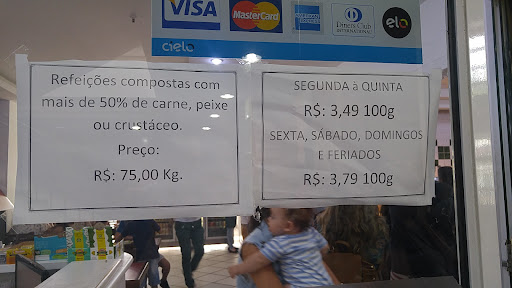 VISA
MasterCard
AMERICAN EXPRESS
Diners Club
INTERNATIONAL
elo
cielo
Refeições compostas com
mais de 50% de carne, peixe
ou crustáceo.
Preço:
R$: 75,00 Kg.
SEGUNDA à QUINTA
R$: 3,49 100g
SEXTA, SÁBADO, DOMINGOS
E FERIADOS
R$: 3,79 100g